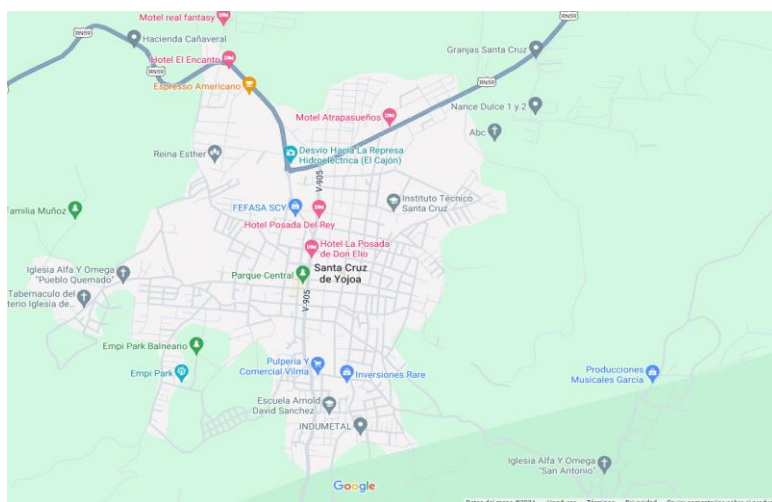 Motel real fantasy
RN59
Hacienda Cañaveral
RN59
Hotel El Encanto
Granjas Santa Cruz
RN59
Espresso Americano
Nance Dulce 1 y 2
Motel Atrapasueños
Abc
Reina Esther
Desvío Hacia La Represa
Hidroeléctrica (El Cajón)
V-905
Instituto Técnico
Santa Cruz
FEFASA SCY
Familia Muñoz
Hotel Posada Del Rey
Hotel La Posada
de Don Elio
Iglesia Alfa Y Omega
"Pueblo Quemado"
Parque Central
Santa Cruz
de Yojoa
Tabernaculo del
terio Iglesia de...
V-905
Empi Park Balneario
Empi Park
Pulperia Y
Comercial Vilma
Inversiones Rare
Producciones
Musicales Garcia
Escuela Arnold
David Sanchez
INDUMETAL
Iglesia Alfa Y Omega
"San Antonio"
Google